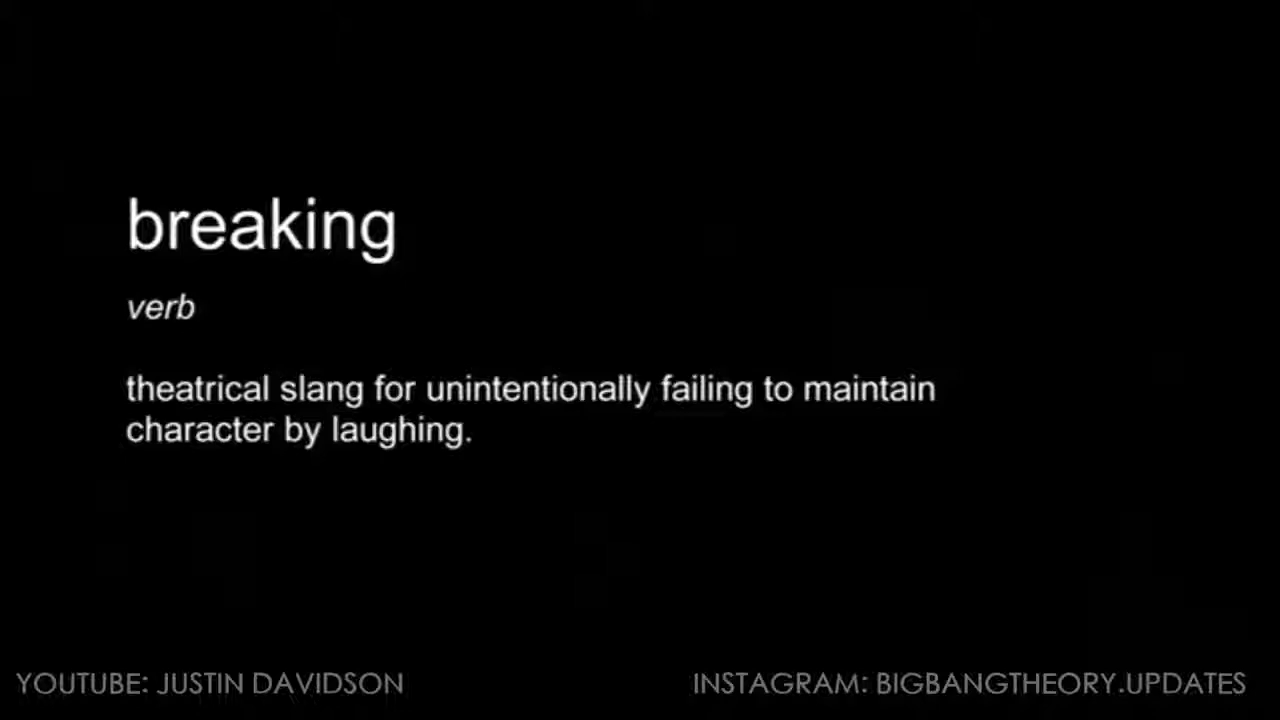 breaking
verb
theatrical slang for unintentionally failing to maintain
character by laughing.
YOUTUBE: JUSTIN DAVIDSON
INSTAGRAM: BIGBANGTHEORY.UPDATES